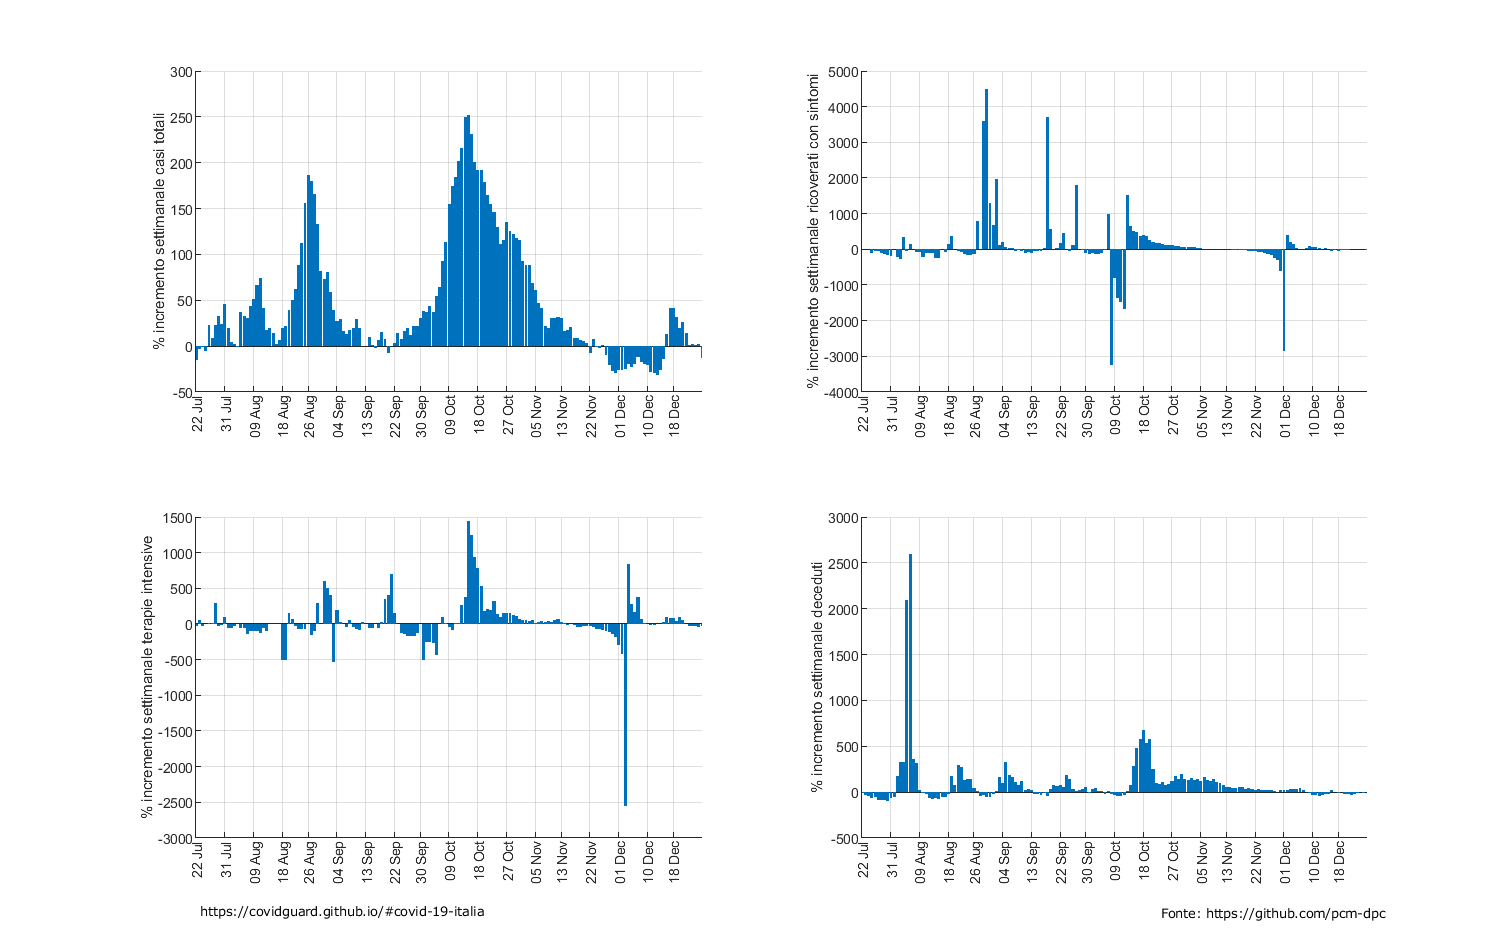 % incremento settimanale casi totali
300
250
200
150
100
50
0
-50
22 Jul
31 Jul
09 Aug
18 Aug
26 Aug
04 Sep
13 Sep
22 Sep
30 Sep
09 Oct
18 Oct
27 Oct
05 Nov
13 Nov
22 Nov
01 Dec
10 Dec
18 Dec
% incremento settimanale ricoverati con sintomi
5000
4000
3000
2000
1000
0
-1000
-2000
-3000
-4000
22 Jul
31 Jul
09 Aug
18 Aug
26 Aug
04 Sep
13 Sep
22 Sep
30 Sep
09 Oct
18 Oct
27 Oct
05 Nov
13 Nov
22 Nov
01 Dec
10 Dec
18 Dec
% incremento settimanale terapie intensive
1500
1000
500
0
-500
-1000
-1500
-2000
-2500
-3000
22 Jul
31 Jul
09 Aug
18 Aug
26 Aug
04 Sep
13 Sep
22 Sep
30 Sep
09 Oct
18 Oct
27 Oct
05 Nov
13 Nov
22 Nov
01 Dec
10 Dec
18 Dec
% incremento settimanale deceduti
3000
2500
2000
1500
1000
500
0
-500
22 Jul
31 Jul
09 Aug
18 Aug
26 Aug
04 Sep
13 Sep
22 Sep
30 Sep
09 Oct
18 Oct
27 Oct
05 Nov
13 Nov
22 Nov
01 Dec
10 Dec
18 Dec
https://covidguard.github.io/#covid-19-italia
Fonte: https://github.com/pcm-dpc